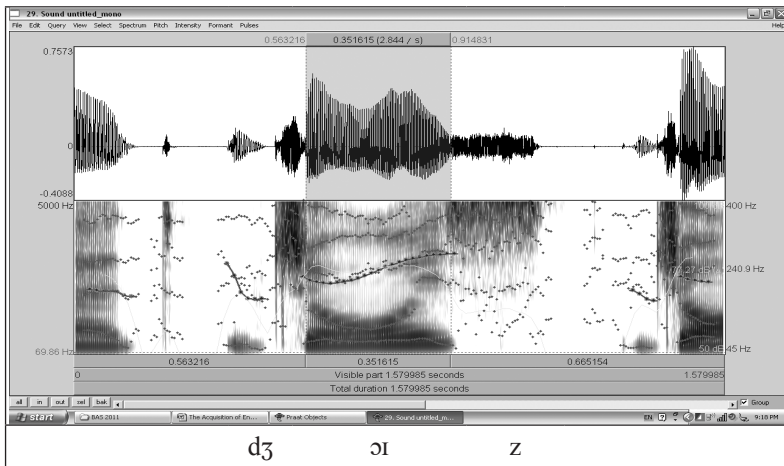 29. Sound untitled_mono
File Edit Query View Select Spectrum Pitch Intensity Formant Pulses Help
0.563216 0.351615 (2.844 / s) 0.914831
0.7573
0
-0.4088
5000 Hz 400 Hz
240.9 Hz
69.86 Hz 50 dB 45 Hz
0.563216 0.351615 0.665154
0 Visible part 1.579985 seconds 1.579985
Total duration 1.579985 seconds
all in out sel bak Group
start BAS 2011 The Acquisition of En... Praat Objects 29. Sound untitled_m... EN 9:18 PM
dʒ ɔɪ z